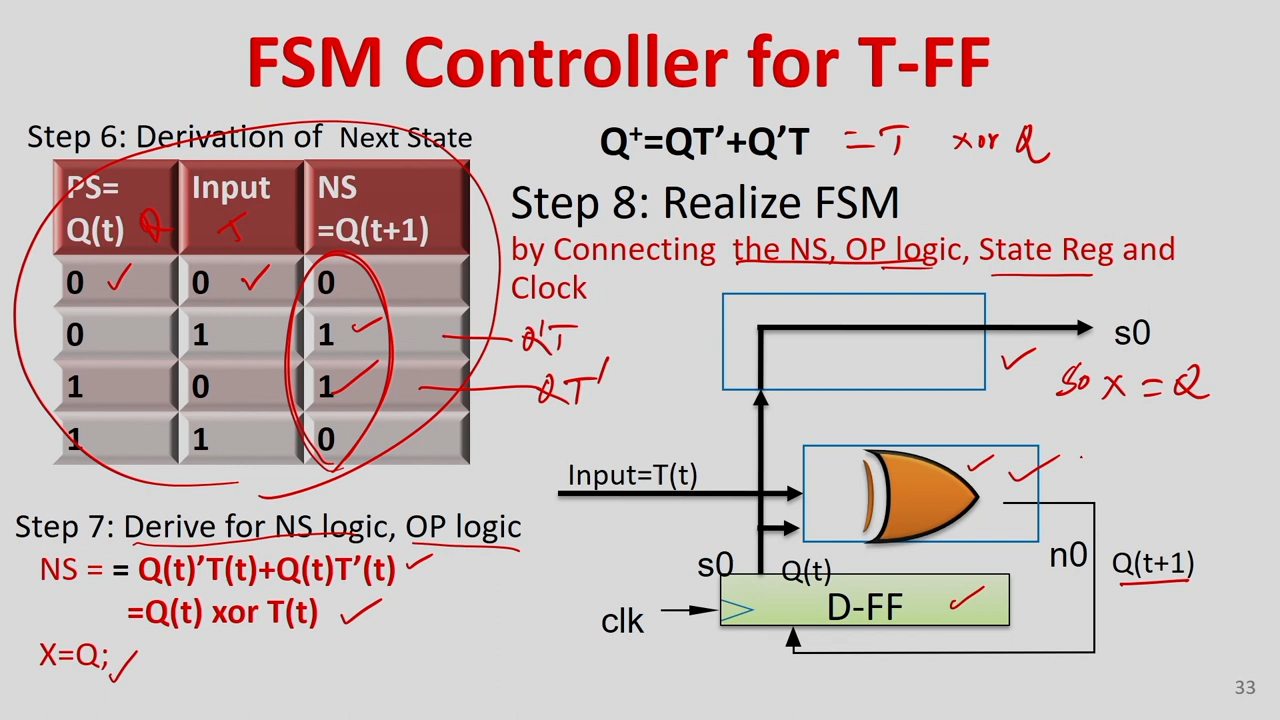 FSM Controller for T-FF
Step 6: Derivation of Next State
PS= Input NS
Q(t) Q T =Q(t+1)
0 0 0
0 1 1
1 0 1
1 1 0
Q'T
QT'
Step 7: Derive for NS logic, OP logic
NS = = Q(t)’T(t)+Q(t)T’(t)
=Q(t) xor T(t)
X=Q;
Q+=QT’+Q’T = T xor Q
Step 8: Realize FSM
by Connecting the NS, OP logic, State Reg and
Clock
s0
So X = Q
Input=T(t)
s0 Q(t)
n0 Q(t+1)
D-FF
clk
33